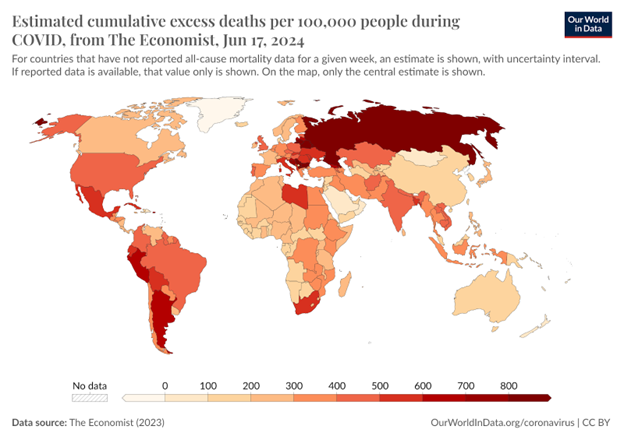 Estimated cumulative excess deaths per 100,000 people during
COVID, from The Economist, Jun 17, 2024
Our World
in Data
For countries that have not reported all-cause mortality data for a given week, an estimate is shown, with uncertainty interval.
If reported data is available, that value only is shown. On the map, only the central estimate is shown.
No data
0 100 200 300 400 500 600 700 800
Data source: The Economist (2023)
OurWorldinData.org/coronavirus | CC BY